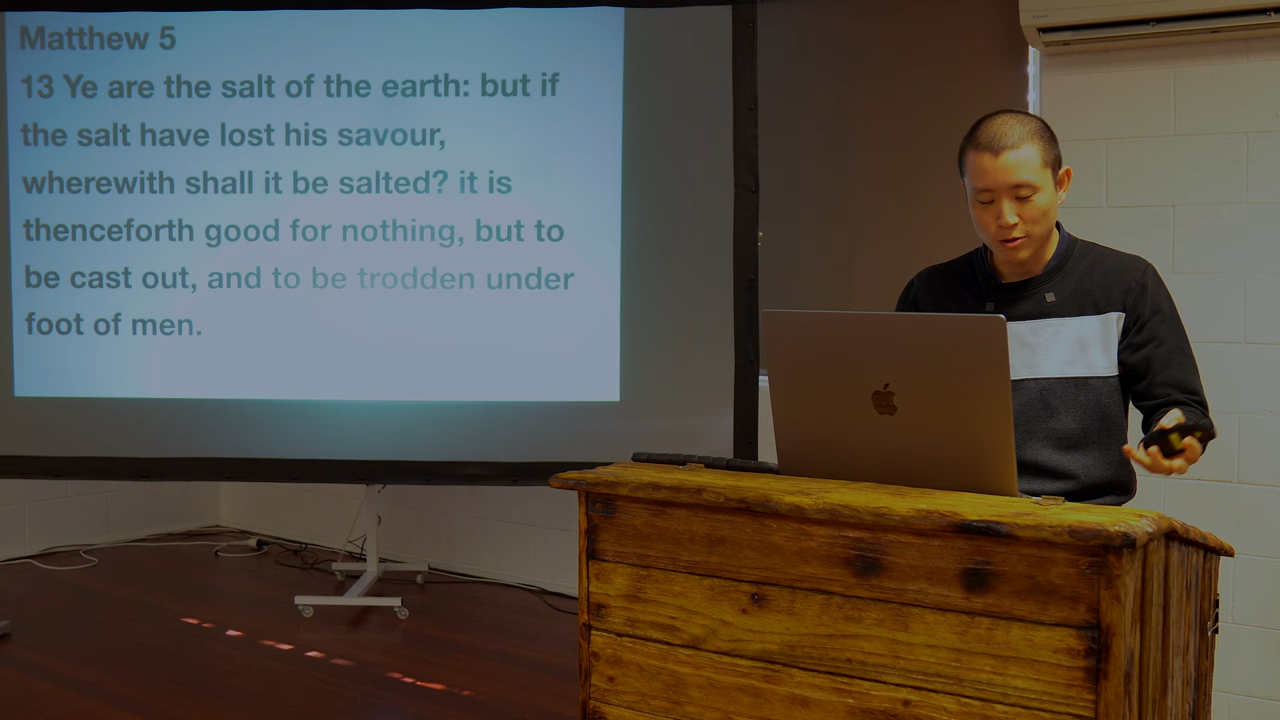 Matthew 5
13 Ye are the salt of the earth: but if
the salt have lost his savour,
wherewith shall it be salted? it is
thenceforth good for nothing, but to
be cast out, and to be trodden under
foot of men.